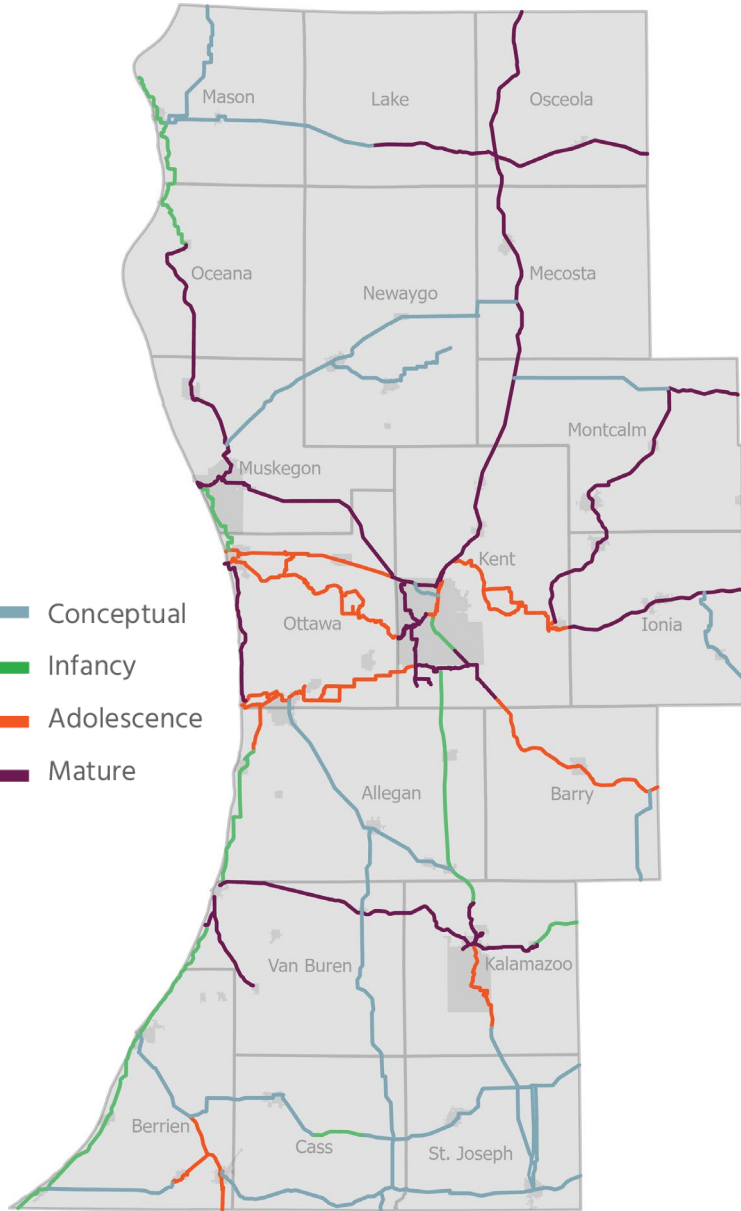 Mason
Lake
Osceola
Oceana
Newaygo
Mecosta
Montcalm
Muskegon
Kent
Conceptual
Ottawa
Ionia
Infancy
Adolescence
Mature
Allegan
Barry
Van Buren
Kalamazoo
Berrien
Cass
St. Joseph